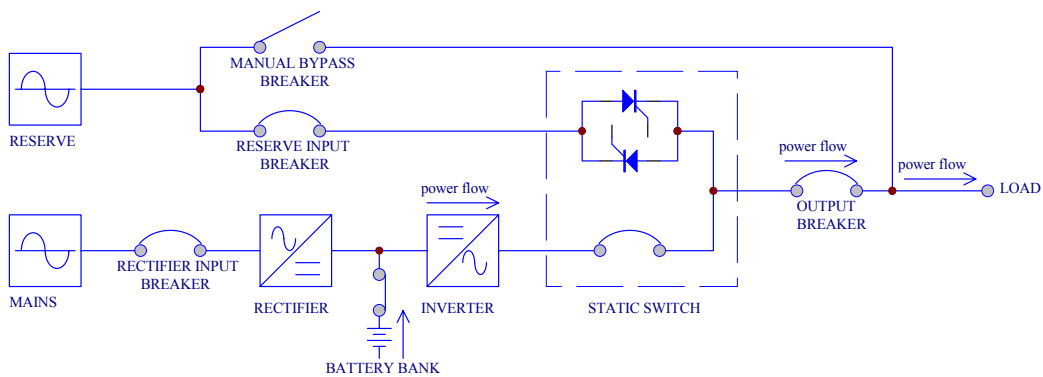 MANUAL BYPASS
BREAKER
RESERVE
RESERVE INPUT
BREAKER
power flow
power flow
LOAD
OUTPUT
BREAKER
power flow
RECTIFIER INPUT
BREAKER
MAINS
RECTIFIER
INVERTER
STATIC SWITCH
BATTERY BANK